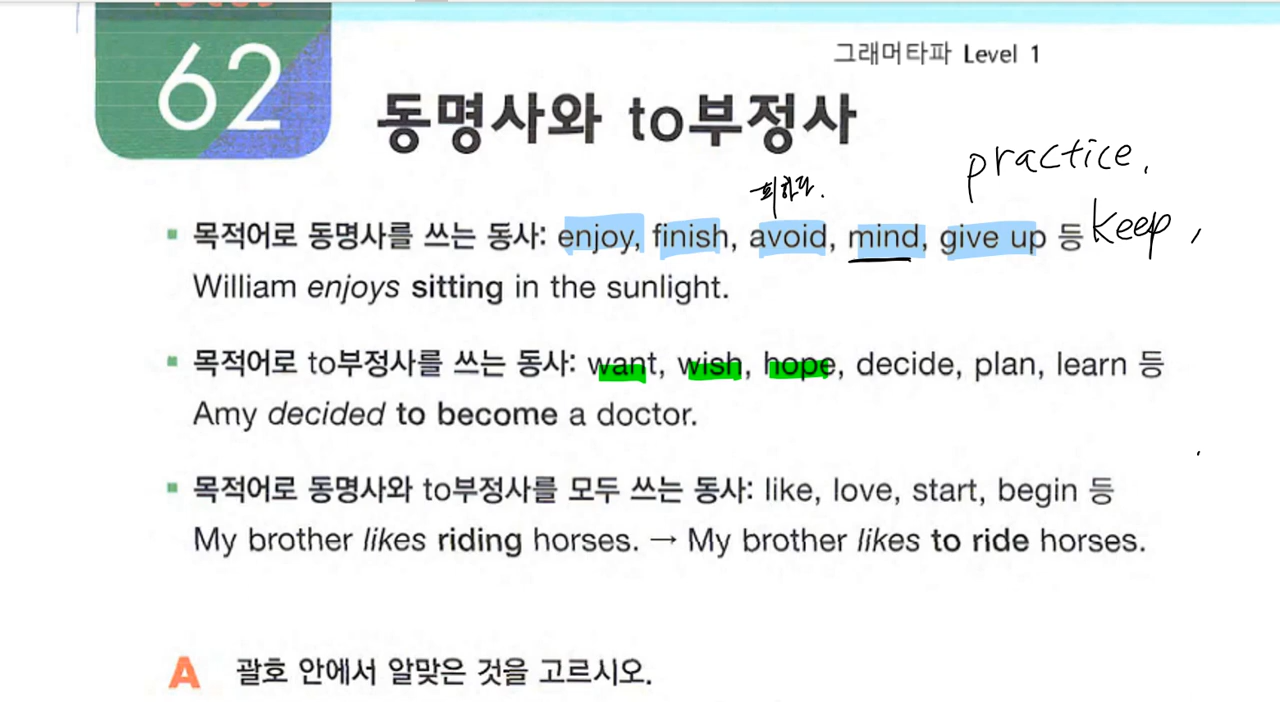 62
그래머타파 Level 1
동명사와 to부정사
practice,
피하다.
목적어로 동명사를 쓰는 동사: enjoy, finish, avoid, mind, give up 등 keep,
William enjoys sitting in the sunlight.
목적어로 to부정사를 쓰는 동사: want, wish, hope, decide, plan, learn 등
Amy decided to become a doctor.
목적어로 동명사와 to부정사를 모두 쓰는 동사: like, love, start, begin 등
My brother likes riding horses. → My brother likes to ride horses.
A 괄호 안에서 알맞은 것을 고르시오.